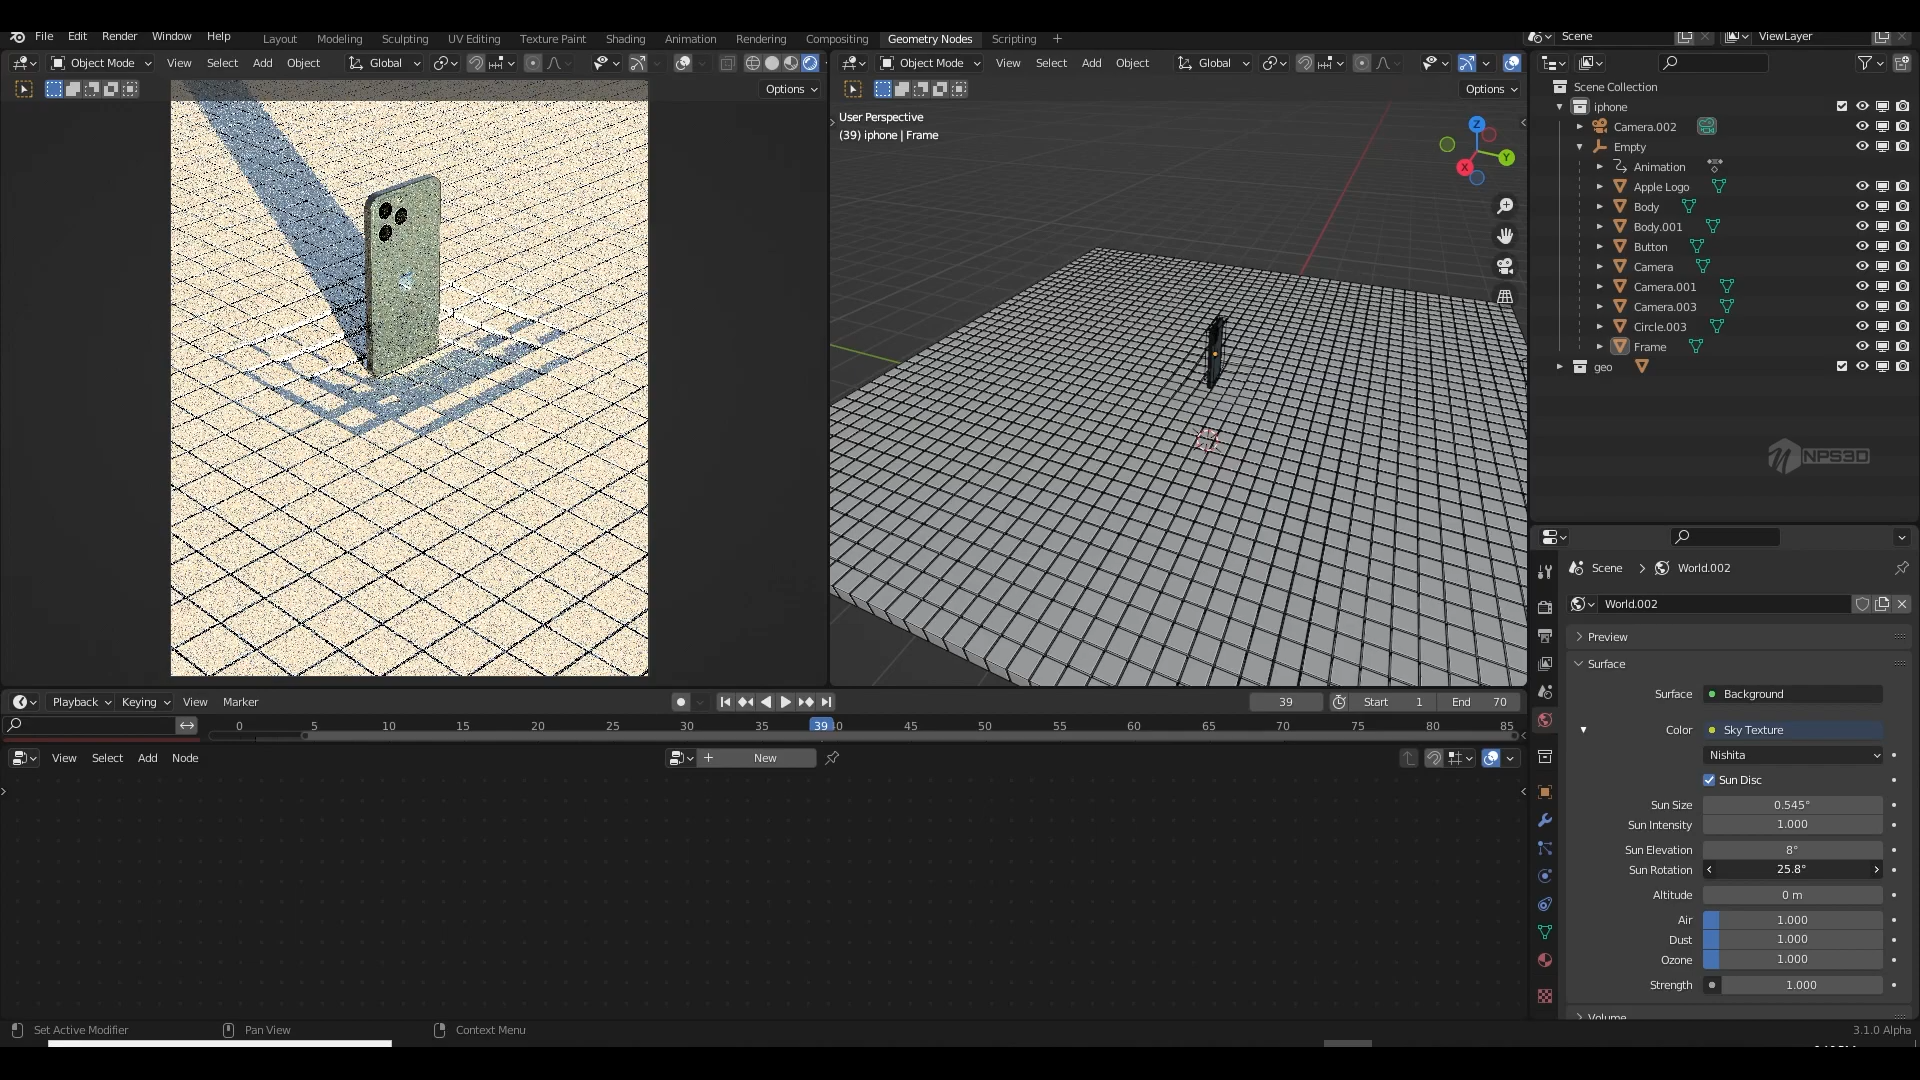 File Edit Render Window Help
Layout Modeling Sculpting UV Editing Texture Paint Shading Animation Rendering Compositing Geometry Nodes Scripting +
Scene ViewLayer
Object Mode View Select Add Object Global
Options
Object Mode View Select Add Object Global
Options
User Perspective
(39) iphone | Frame
Z
Y
X
Scene Collection
iphone
Camera.002
Empty
Animation
Apple Logo
Body
Body.001
Button
Camera
Camera.001
Camera.003
Circle.003
Frame
geo
NPS3D
Scene > World.002
World.002
Preview
Surface
Surface Background
Color Sky Texture
Nishita
Sun Disc
Sun Size 0.545°
Sun Intensity 1.000
Sun Elevation 8°
Sun Rotation < 25.8° >
Altitude 0 m
Air 1.000
Dust 1.000
Ozone 1.000
Strength 1.000
Volume
Playback Keying View Marker
39 Start 1 End 70
0 5 10 15 20 25 30 35 39 40 45 50 55 60 65 70 75 80 85
View Select Add Node
+ New
Set Active Modifier Pan View Context Menu
3.1.0 Alpha